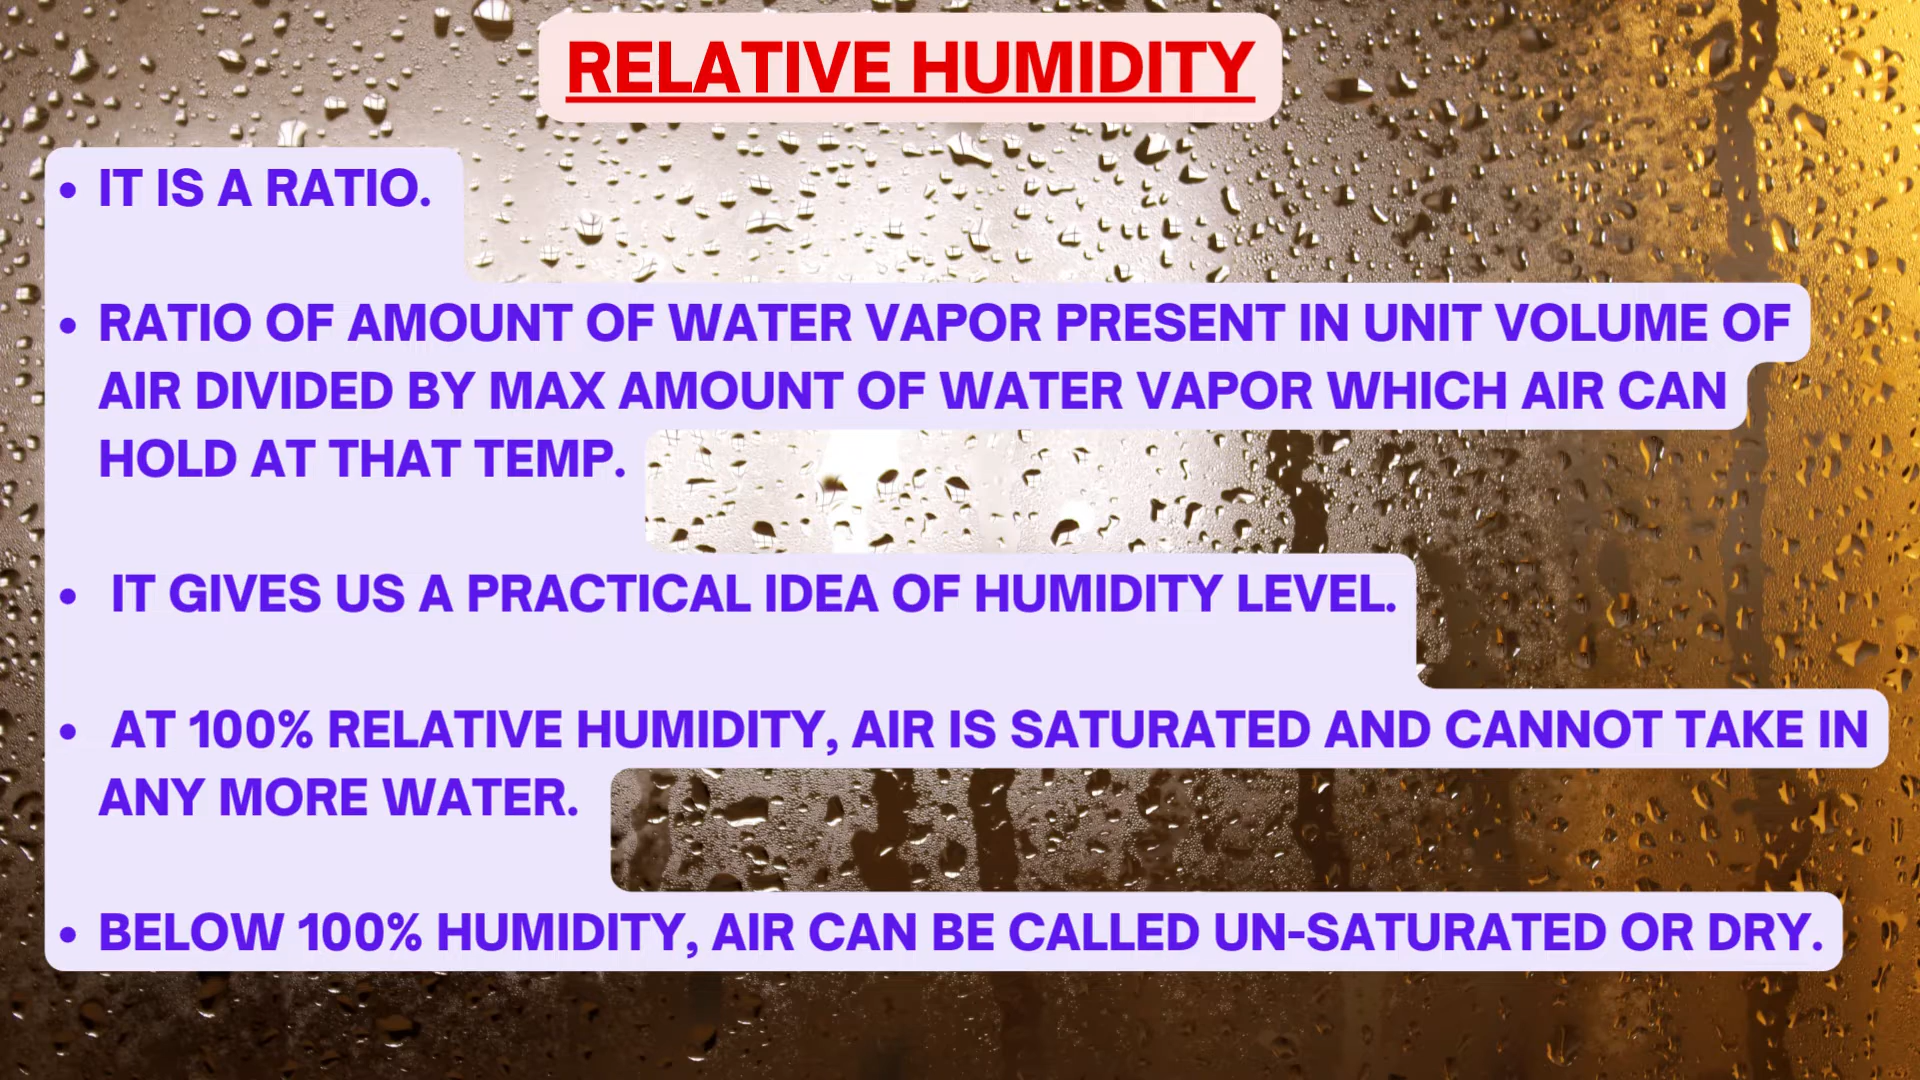 RELATIVE HUMIDITY
• IT IS A RATIO.
• RATIO OF AMOUNT OF WATER VAPOR PRESENT IN UNIT VOLUME OF
AIR DIVIDED BY MAX AMOUNT OF WATER VAPOR WHICH AIR CAN
HOLD AT THAT TEMP.
• IT GIVES US A PRACTICAL IDEA OF HUMIDITY LEVEL.
• AT 100% RELATIVE HUMIDITY, AIR IS SATURATED AND CANNOT TAKE IN
ANY MORE WATER.
• BELOW 100% HUMIDITY, AIR CAN BE CALLED UN-SATURATED OR DRY.